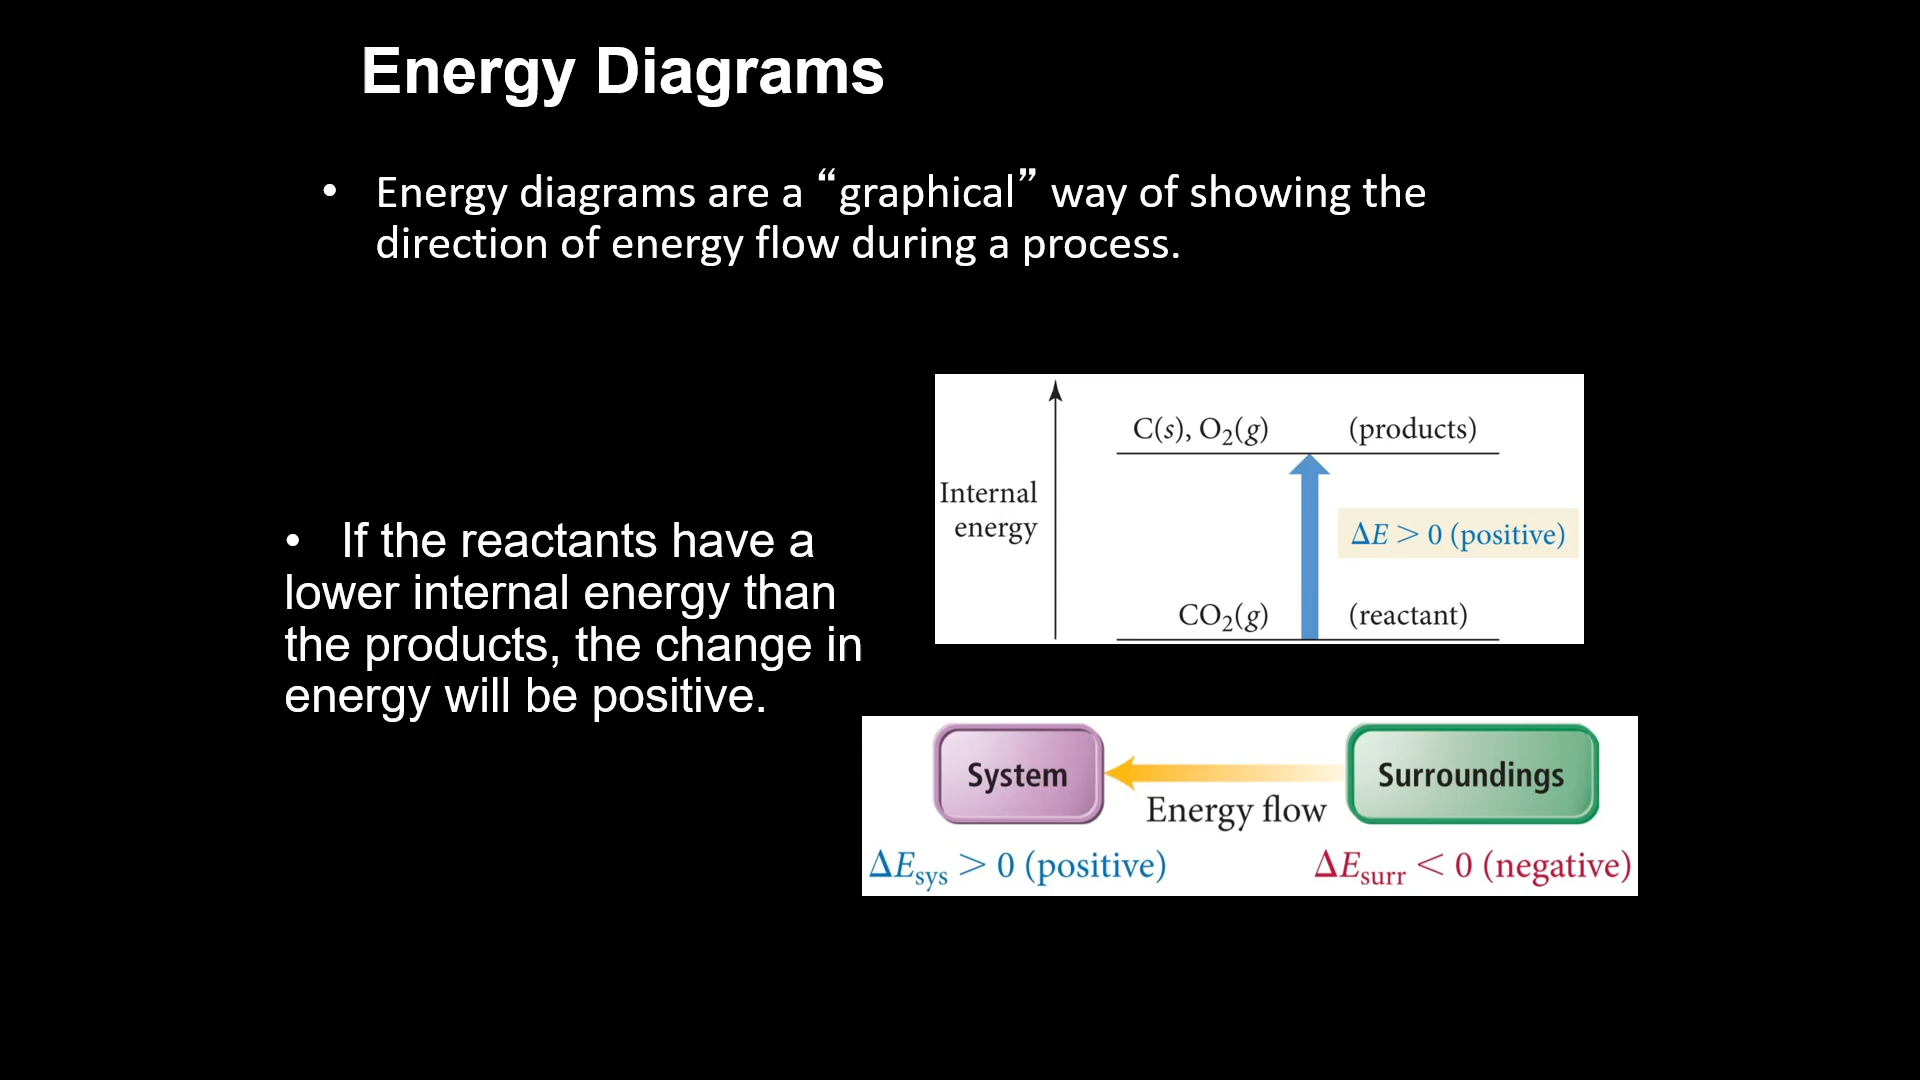 Energy Diagrams
• Energy diagrams are a “graphical” way of showing the
direction of energy flow during a process.
• If the reactants have a
lower internal energy than
the products, the change in
energy will be positive.
C(s), O₂(g) (products)
Internal
energy
ΔE > 0 (positive)
CO₂(g) (reactant)
System
Surroundings
Energy flow
ΔEsys > 0 (positive)
ΔEsurr < 0 (negative)